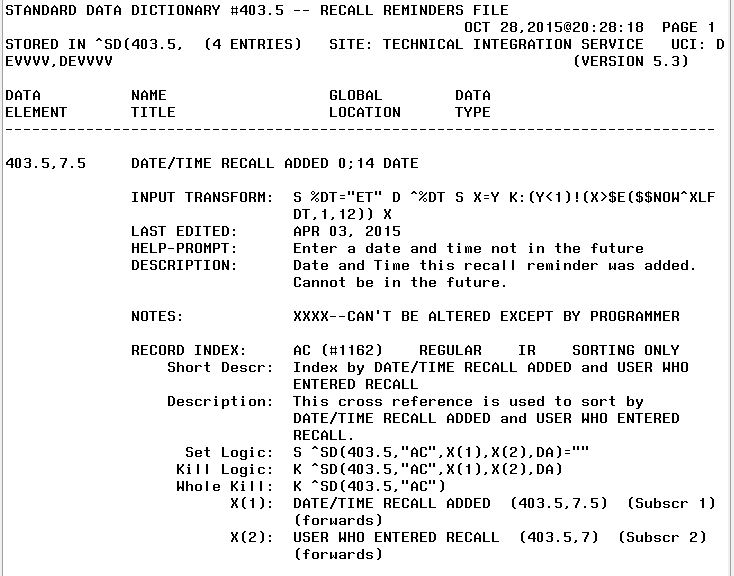 STANDARD DATA DICTIONARY #403.5 -- RECALL REMINDERS FILE
OCT 28,2015@20:28:18 PAGE 1
STORED IN ^SD(403.5, (4 ENTRIES) SITE: TECHNICAL INTEGRATION SERVICE UCI: D
EVVVV,DEVVVV (VERSION 5.3)
DATA NAME GLOBAL DATA
ELEMENT TITLE LOCATION TYPE
-------------------------------------------------------------------------------
403.5,7.5 DATE/TIME RECALL ADDED 0;14 DATE
INPUT TRANSFORM: S %DT="ET" D ^%DT S X=Y K:(Y<1)!(X>$E($$NOW^XLF
DT,1,12)) X
LAST EDITED: APR 03, 2015
HELP-PROMPT: Enter a date and time not in the future
DESCRIPTION: Date and Time this recall reminder was added.
Cannot be in the future.
NOTES: XXXX--CAN'T BE ALTERED EXCEPT BY PROGRAMMER
RECORD INDEX: AC (#1162) REGULAR IR SORTING ONLY
Short Descr: Index by DATE/TIME RECALL ADDED and USER WHO
ENTERED RECALL
Description: This cross reference is used to sort by
DATE/TIME RECALL ADDED and USER WHO ENTERED
RECALL.
Set Logic: S ^SD(403.5,"AC",X(1),X(2),DA)=""
Kill Logic: K ^SD(403.5,"AC",X(1),X(2),DA)
Whole Kill: K ^SD(403.5,"AC")
X(1): DATE/TIME RECALL ADDED (403.5,7.5) (Subscr 1)
(forwards)
X(2): USER WHO ENTERED RECALL (403.5,7) (Subscr 2)
(forwards)